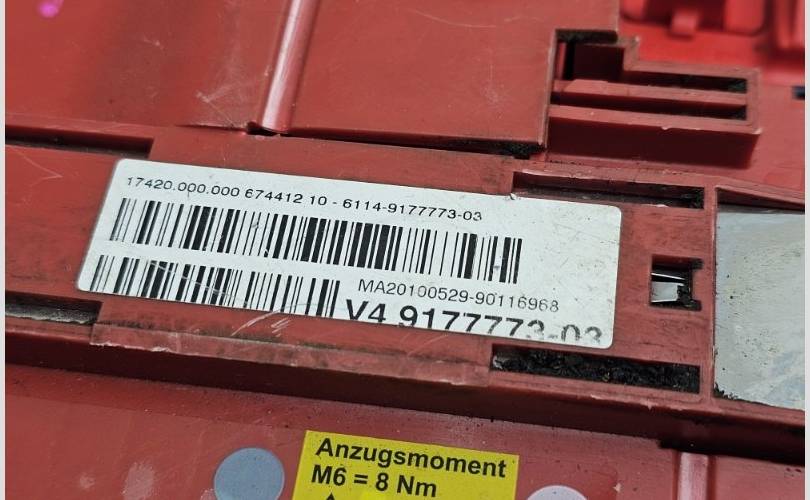 17420.000.000 674412 10 - 6114-9177773-03
MA20100529-90116968
V4 9177773-03
Anzugsmoment
M6 = 8 Nm